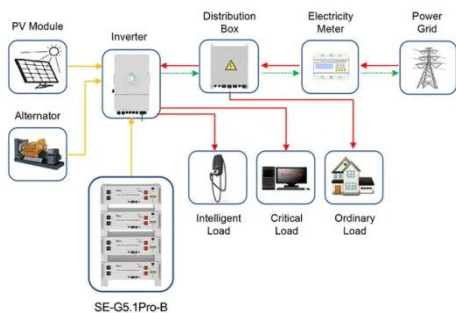 PV Module
Inverter
Distribution
Box
Electricity
Meter
Power
Grid
Alternator
Intelligent
Load
Critical
Load
Ordinary
Load
SE-G5.1Pro-B